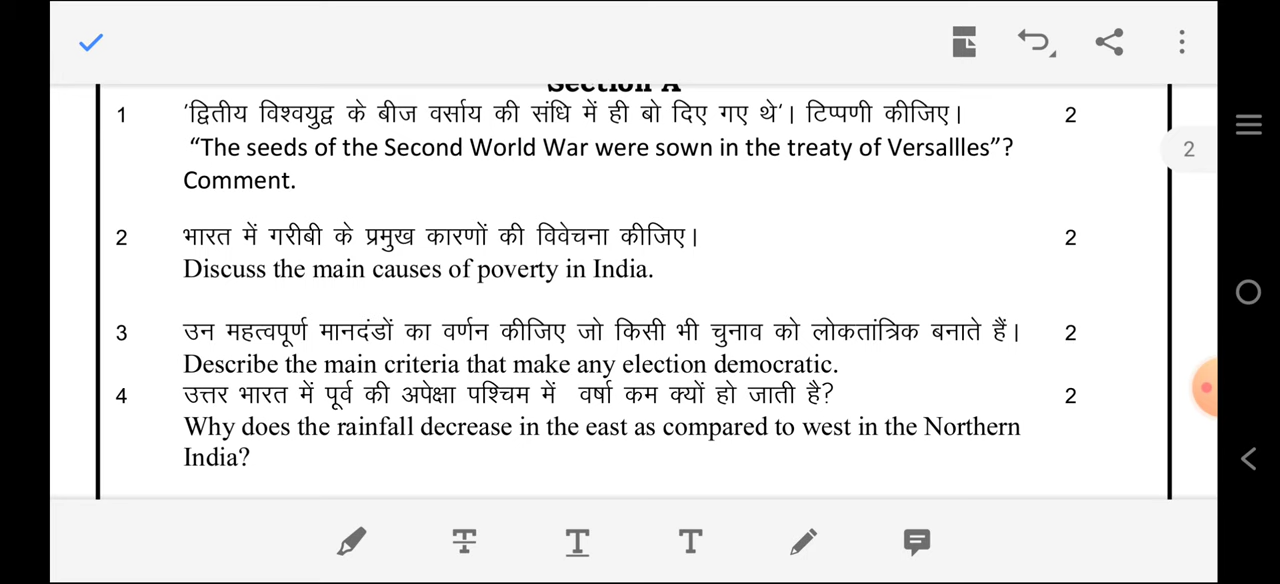 Section A
1 'द्वितीय विश्वयुद्व के बीज वर्साय की संधि में ही बो दिए गए थे'। टिप्पणी कीजिए। 2
“The seeds of the Second World War were sown in the treaty of Versallles”?
2
Comment.
2 भारत में गरीबी के प्रमुख कारणों की विवेचना कीजिए। 2
Discuss the main causes of poverty in India.
3 उन महत्वपूर्ण मानदंडों का वर्णन कीजिए जो किसी भी चुनाव को लोकतांत्रिक बनाते हैं। 2
Describe the main criteria that make any election democratic.
4 उत्तर भारत में पूर्व की अपेक्षा पश्चिम में वर्षा कम क्यों हो जाती है? 2
Why does the rainfall decrease in the east as compared to west in the Northern
India?